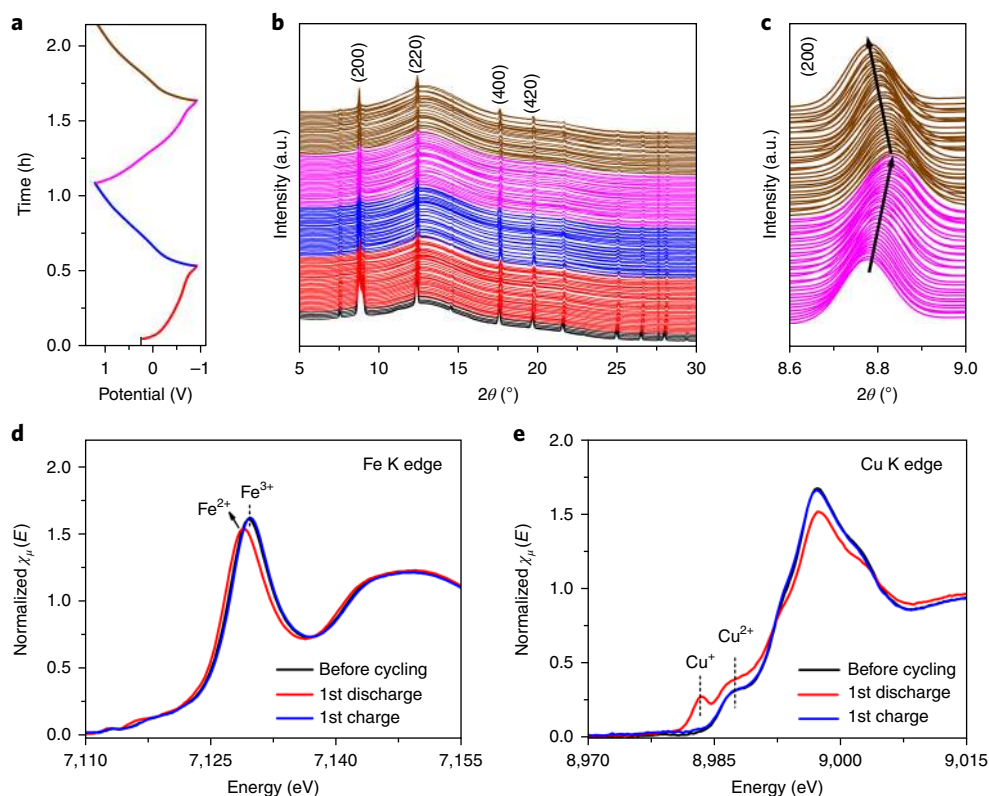 a
2.0
1.5
1.0
0.5
0.0
Time (h)
1 0 –1
Potential (V)
b
(200)
(220)
(400)
(420)
Intensity (a.u.)
5 10 15 20 25 30
2θ (°)
c
(200)
Intensity (a.u.)
8.6 8.8 9.0
2θ (°)
d
Fe K edge
2.0
1.5
1.0
0.5
0.0
Normalized χμ (E)
Fe2+
Fe3+
Before cycling
1st discharge
1st charge
7,110 7,125 7,140 7,155
Energy (eV)
e
Cu K edge
2.0
1.5
1.0
0.5
0.0
Normalized χμ (E)
Cu+
Cu2+
Before cycling
1st discharge
1st charge
8,970 8,985 9,000 9,015
Energy (eV)